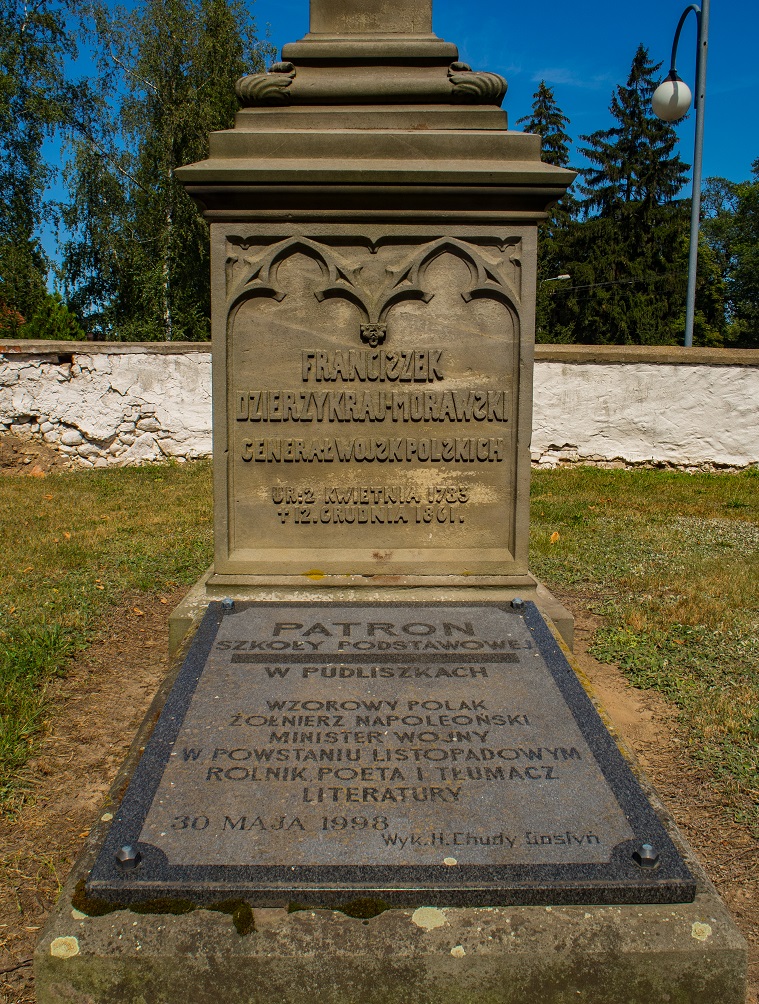 FRANCISZEK
DZIERŻYKRAJ-MORAWSKI
GENERAŁ WOJSK POLSKICH
UR: 2 KWIETNIA 1783
† 12. GRUDNIA 1861.
PATRON
SZKOŁY PODSTAWOWEJ
W PUDLISZKACH
WZOROWY POLAK
ŻOŁNIERZ NAPOLEOŃSKI
MINISTER WOJNY
W POWSTANIU LISTOPADOWYM
ROLNIK, POETA I TŁUMACZ
LITERATURY
30 MAJA 1998
Wyk. H. Chudy Gostyń